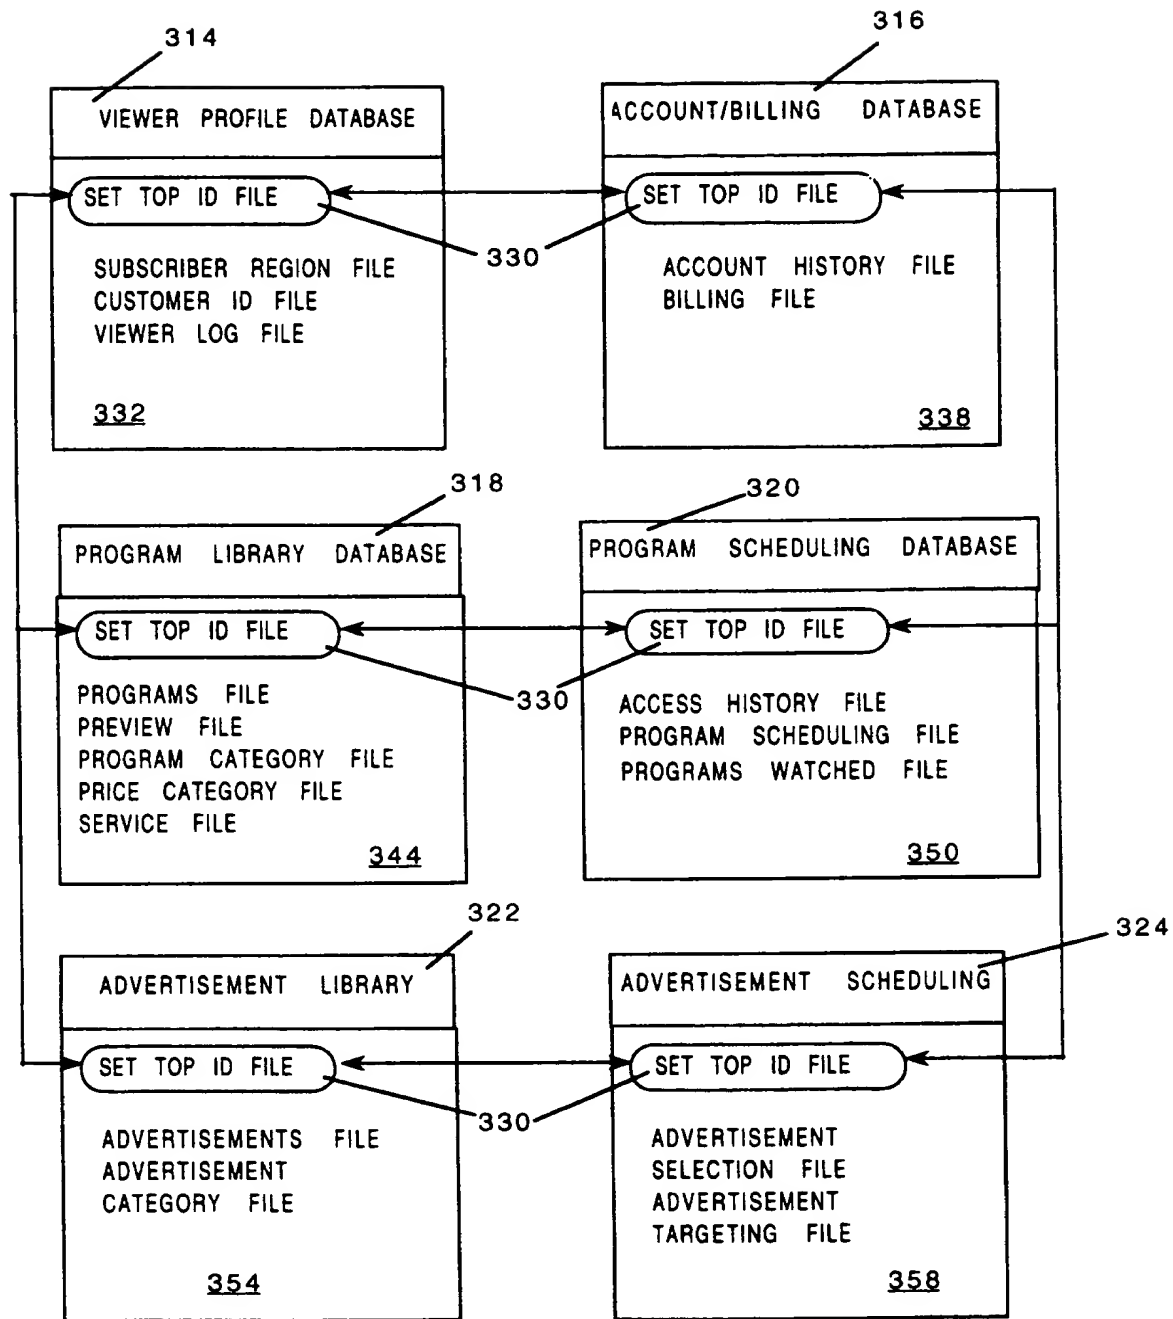 314
316
VIEWER PROFILE DATABASE
ACCOUNT/BILLING DATABASE
SET TOP ID FILE
SET TOP ID FILE
330
SUBSCRIBER REGION FILE
CUSTOMER ID FILE
VIEWER LOG FILE
ACCOUNT HISTORY FILE
BILLING FILE
332
338
318
320
PROGRAM LIBRARY DATABASE
PROGRAM SCHEDULING DATABASE
SET TOP ID FILE
SET TOP ID FILE
330
PROGRAMS FILE
PREVIEW FILE
PROGRAM CATEGORY FILE
PRICE CATEGORY FILE
SERVICE FILE
ACCESS HISTORY FILE
PROGRAM SCHEDULING FILE
PROGRAMS WATCHED FILE
344
350
322
324
ADVERTISEMENT LIBRARY
ADVERTISEMENT SCHEDULING
SET TOP ID FILE
SET TOP ID FILE
330
ADVERTISEMENTS FILE
ADVERTISEMENT
CATEGORY FILE
ADVERTISEMENT
SELECTION FILE
ADVERTISEMENT
TARGETING FILE
354
358